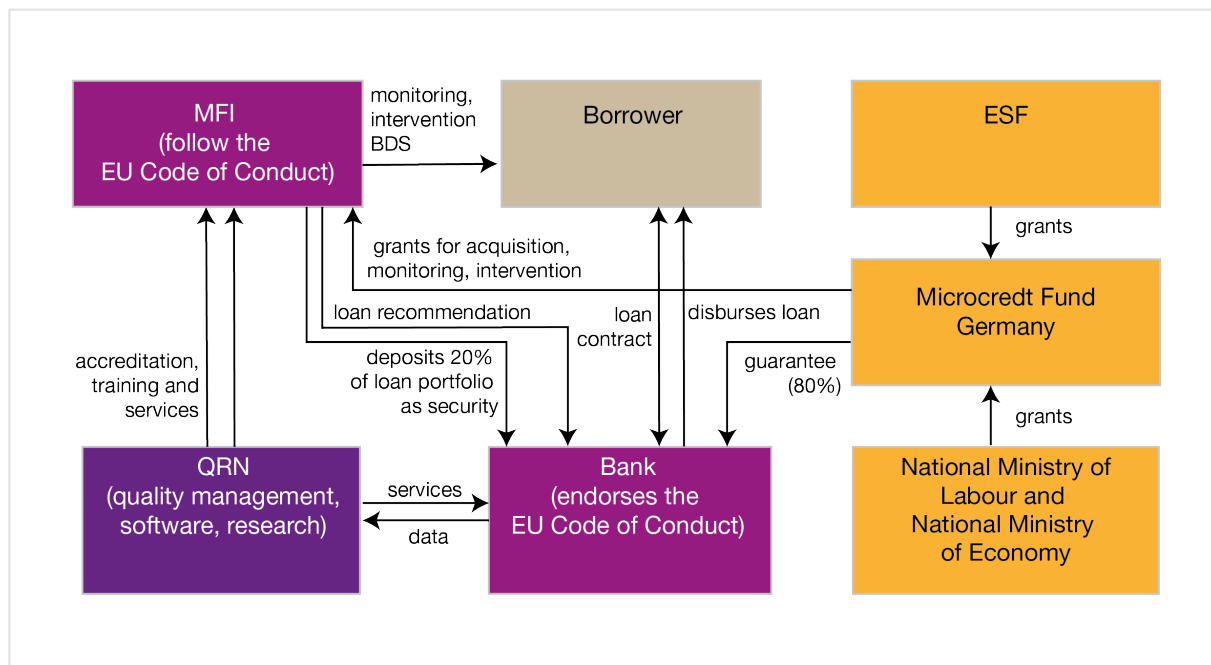 MFI
(follow the
EU Code of Conduct)
monitoring,
intervention
BDS
Borrower
ESF
grants
grants for acquisition,
monitoring, intervention
Microcredt Fund
Germany
loan recommendation
loan
contract
disburses loan
accreditation,
training and
services
deposits 20%
of loan portfolio
as security
guarantee
(80%)
grants
QRN
(quality management,
software, research)
services
data
Bank
(endorses the
EU Code of Conduct)
National Ministry of
Labour and
National Ministry
of Economy